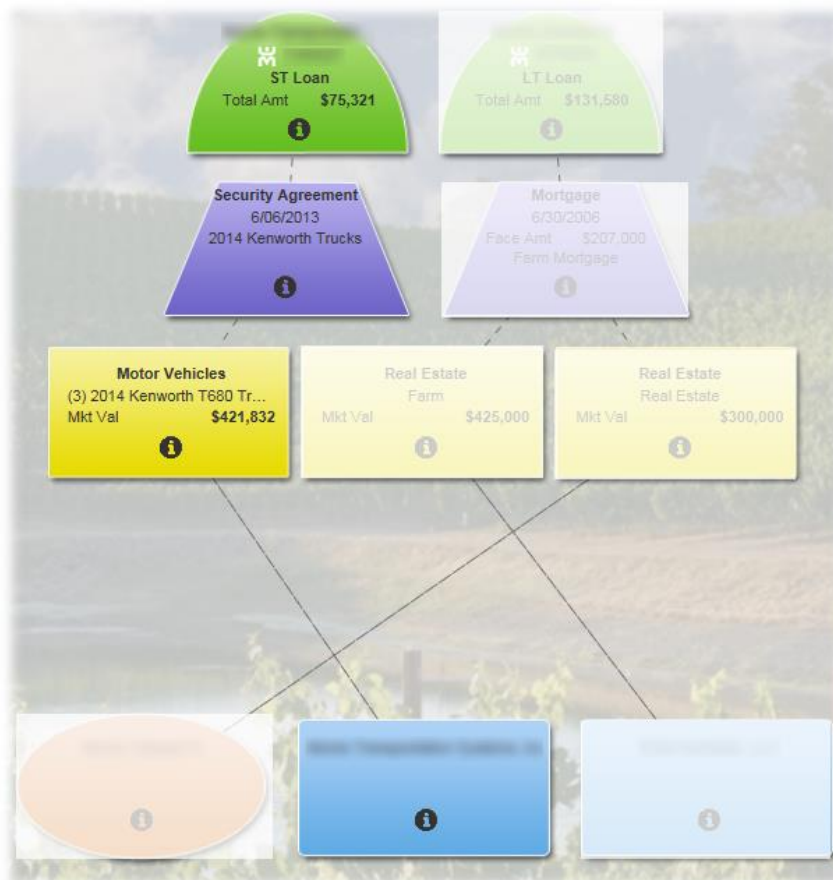 ST Loan
Total Amt $75,321
LT Loan
Total Amt $131,580
Security Agreement
6/06/2013
2014 Kenworth Trucks
Mortgage
6/30/2006
Face Amt $207,000
Farm Mortgage
Motor Vehicles
(3) 2014 Kenworth T680 Tr...
Mkt Val $421,832
Real Estate
Farm
Mkt Val $425,000
Real Estate
Real Estate
Mkt Val $300,000